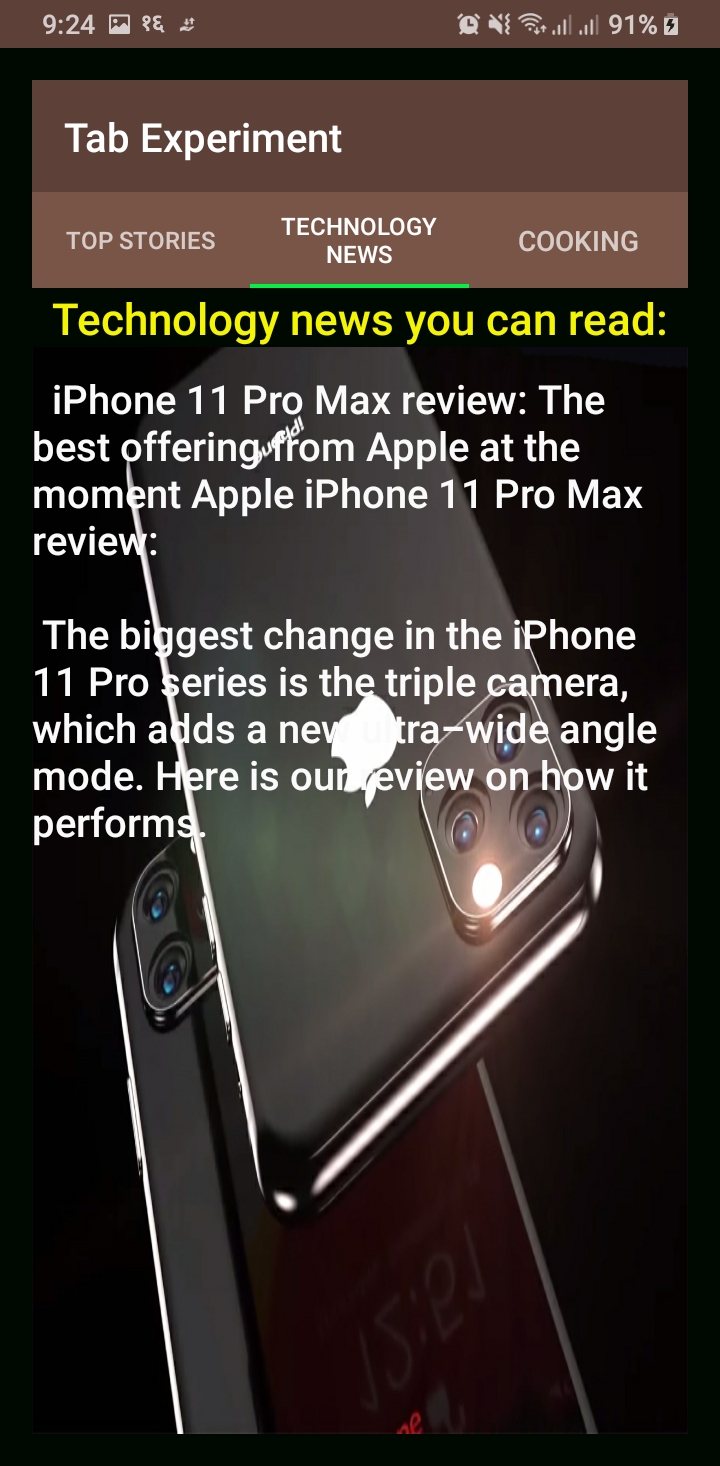 9:24 १६ 91%
Tab Experiment
TOP STORIES TECHNOLOGY NEWS COOKING
Technology news you can read:
iPhone 11 Pro Max review: The
best offering from Apple at the
moment Apple iPhone 11 Pro Max
review:
The biggest change in the iPhone
11 Pro series is the triple camera,
which adds a new ultra–wide angle
mode. Here is our review on how it
performs.
12:51